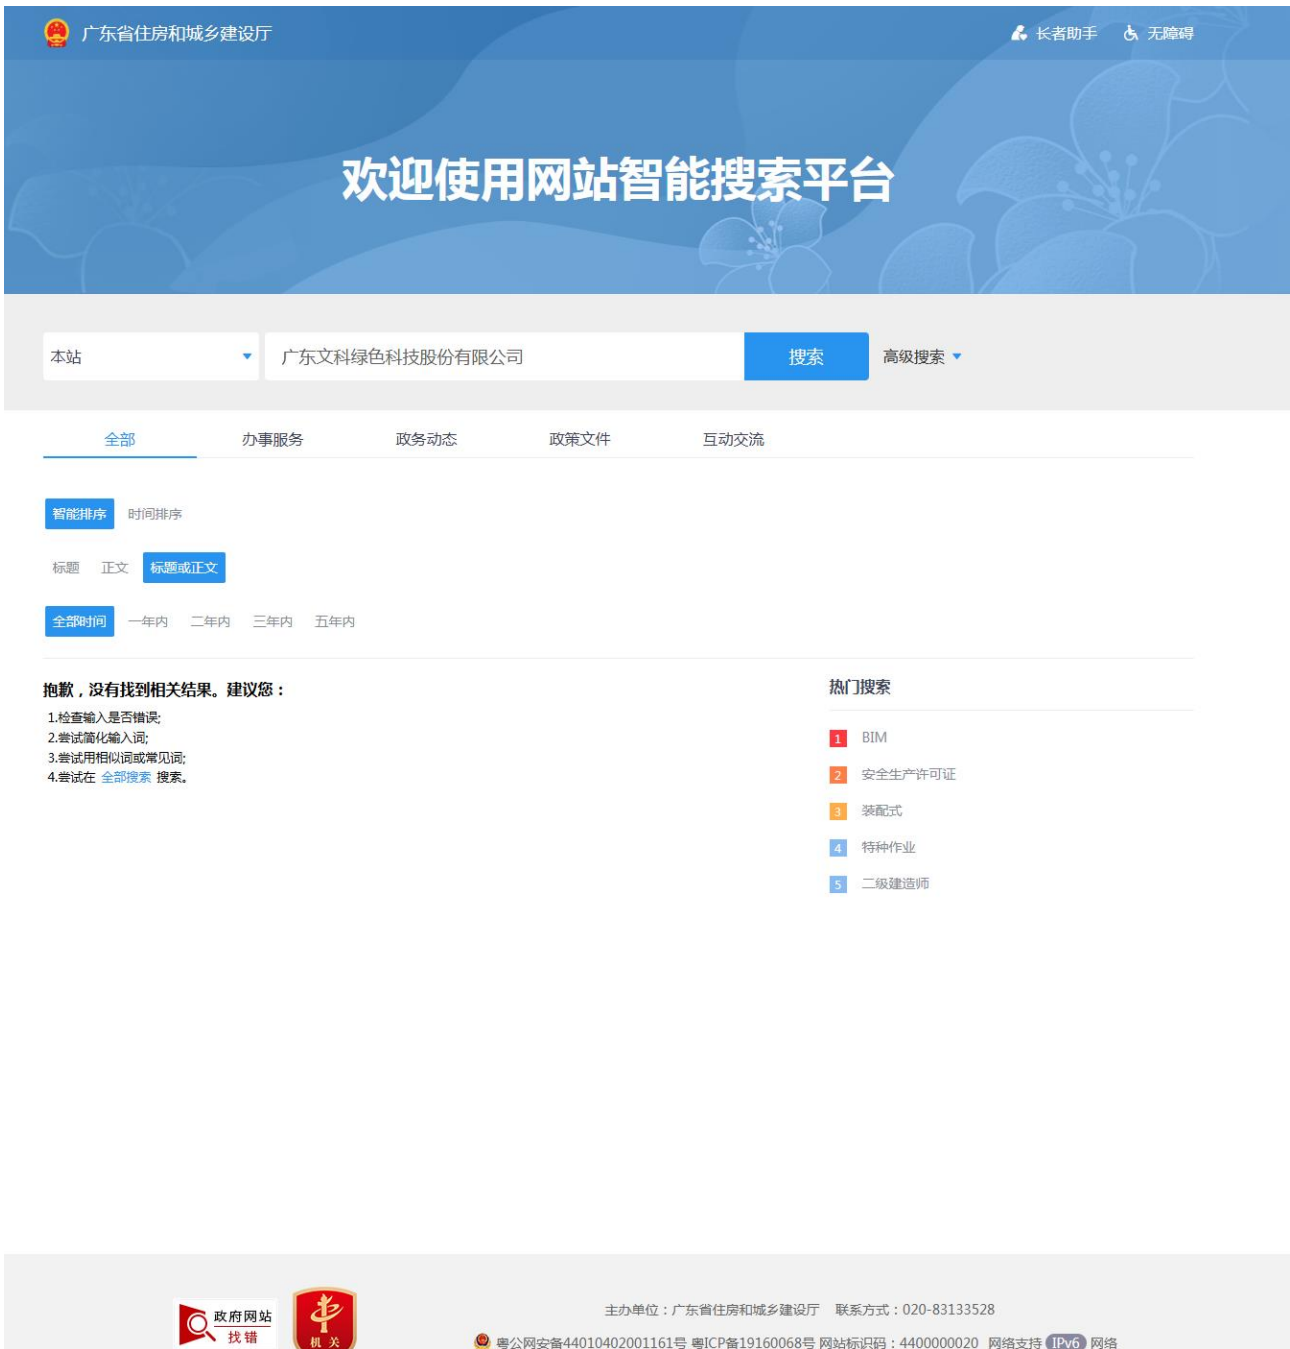 广东省住房和城乡建设厅 长者助手 无障碍
欢迎使用网站智能搜索平台
本站 广东文科绿色科技股份有限公司 搜索 高级搜索
全部 办事服务 政务动态 政策文件 互动交流
智能排序 时间排序
标题 正文 标题或正文
全部时间 一年内 二年内 三年内 五年内
抱歉，没有找到相关结果。建议您：
1.检查输入是否错误;
2.尝试简化输入词;
3.尝试用相似词或常见词;
4.尝试在 全部搜索 搜索。
热门搜索
1 BIM
2 安全生产许可证
3 装配式
4 特种作业
5 二级建造师
政府网站
找错
机关
主办单位：广东省住房和城乡建设厅 联系方式：020-83133528
粤公网安备44010402001161号 粤ICP备19160068号 网站标识码：4400000020 网络支持 IPv6 网络